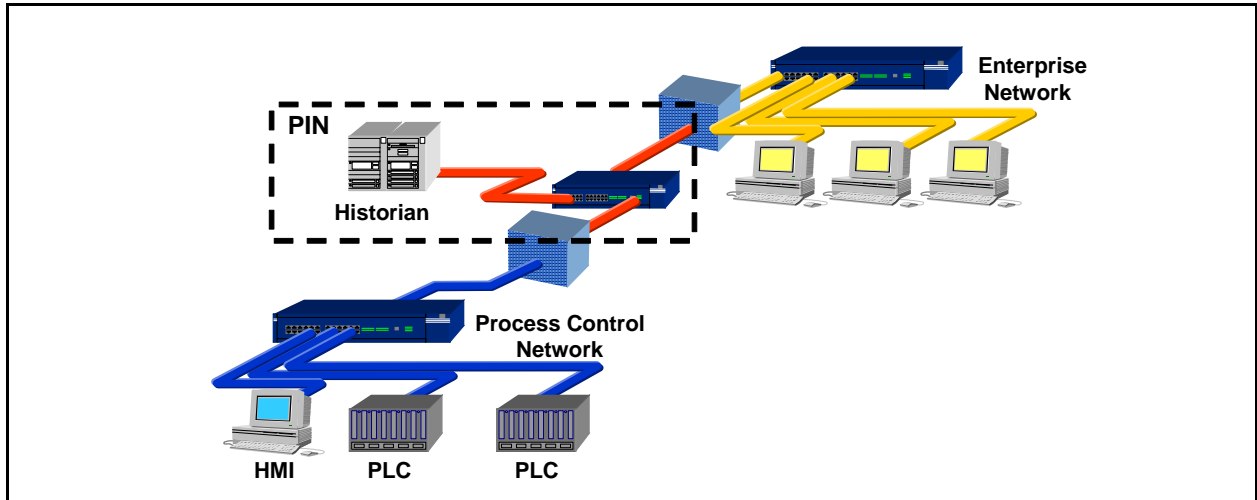 Enterprise
Network
PIN
Historian
Process Control
Network
HMI
PLC
PLC